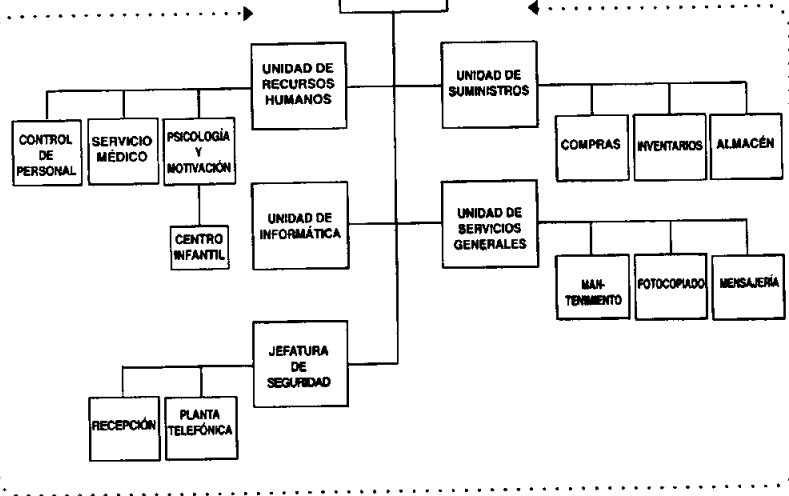 UNIDAD DE
RECURSOS
HUMANOS
UNIDAD DE
SUMINISTROS
CONTROL
DE
PERSONAL
SERVICIO
MÉDICO
PSICOLOGÍA
Y
MOTIVACIÓN
COMPRAS
INVENTARIOS
ALMACÉN
CENTRO
INFANTIL
UNIDAD DE
INFORMÁTICA
UNIDAD DE
SERVICIOS
GENERALES
MAN-
TENIMIENTO
FOTOCOPIADO
MENSAJERÍA
JEFATURA
DE
SEGURIDAD
RECEPCIÓN
PLANTA
TELEFÓNICA